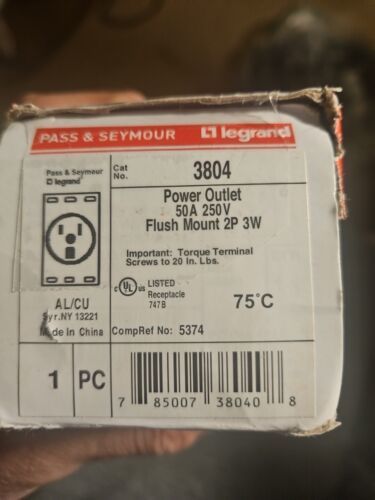 PASS & SEYMOUR legrand
Pass & Seymour
legrand
Cat
No. 3804
Power Outlet
50A 250V
Flush Mount 2P 3W
Important: Torque Terminal
Screws to 20 In. Lbs.
AL/CU
Syr.NY 13221
Made in China
c UL us LISTED
Receptacle
747B
75°C
CompRef No: 5374
1 PC
7 85007 38040 8